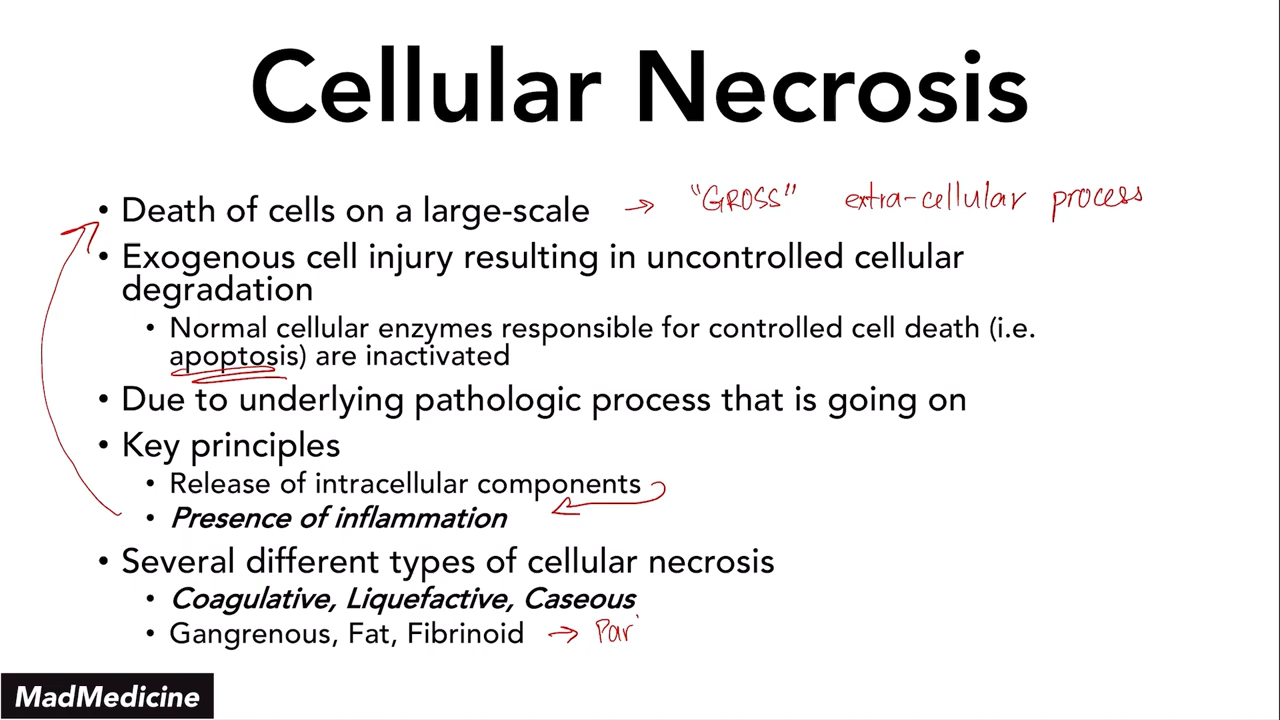 Cellular Necrosis
• Death of cells on a large-scale → "GROSS" extra-cellular process
• Exogenous cell injury resulting in uncontrolled cellular
degradation
• Normal cellular enzymes responsible for controlled cell death (i.e.
apoptosis) are inactivated
• Due to underlying pathologic process that is going on
• Key principles
• Release of intracellular components
• Presence of inflammation
• Several different types of cellular necrosis
• Coagulative, Liquefactive, Caseous
• Gangrenous, Fat, Fibrinoid → Par
MadMedicine